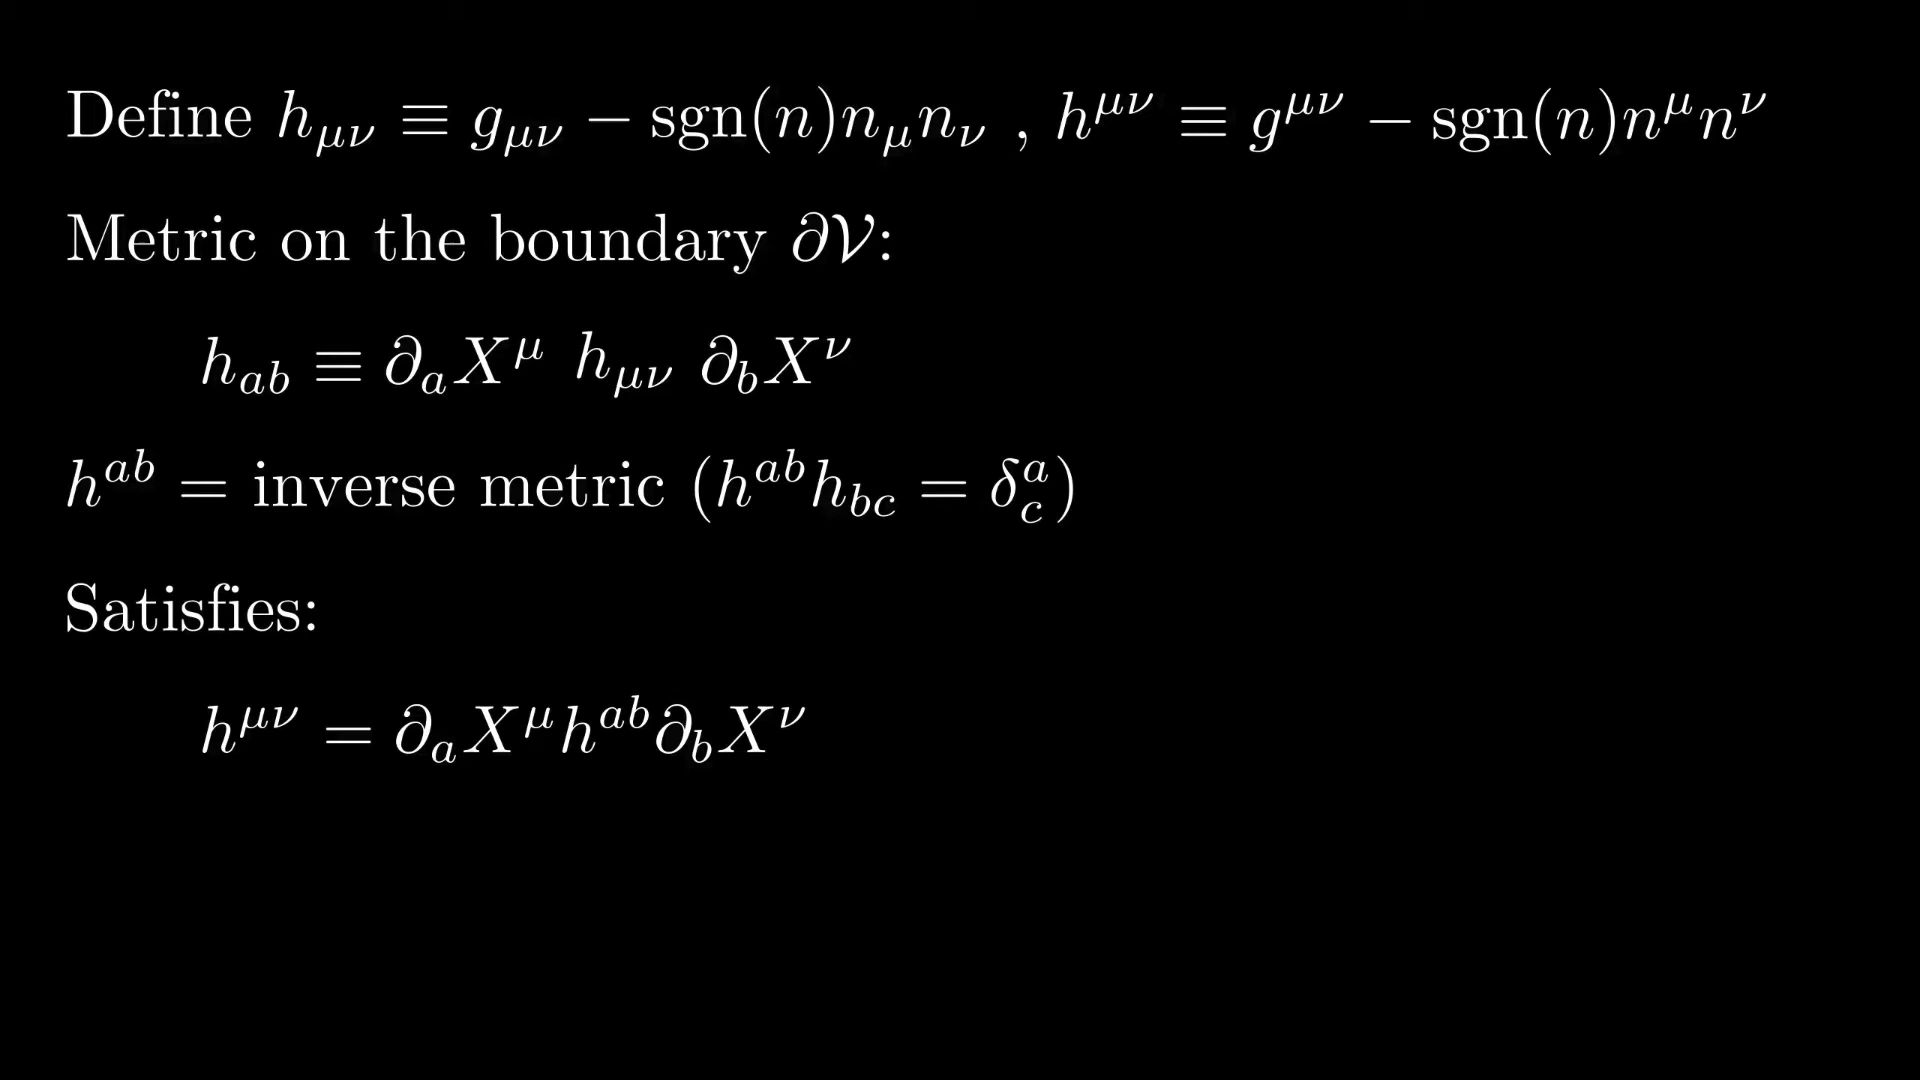 Define $h_{\mu\nu} \equiv g_{\mu\nu} - \text{sgn}(n)n_\mu n_\nu$ , $h^{\mu\nu} \equiv g^{\mu\nu} - \text{sgn}(n)n^\mu n^\nu$
Metric on the boundary $\partial\mathcal{V}$:
$h_{ab} \equiv \partial_a X^\mu \ h_{\mu\nu} \ \partial_b X^\nu$
$h^{ab}$ = inverse metric ($h^{ab}h_{bc} = \delta^a_c$)
Satisfies:
$h^{\mu\nu} = \partial_a X^\mu h^{ab} \partial_b X^\nu$